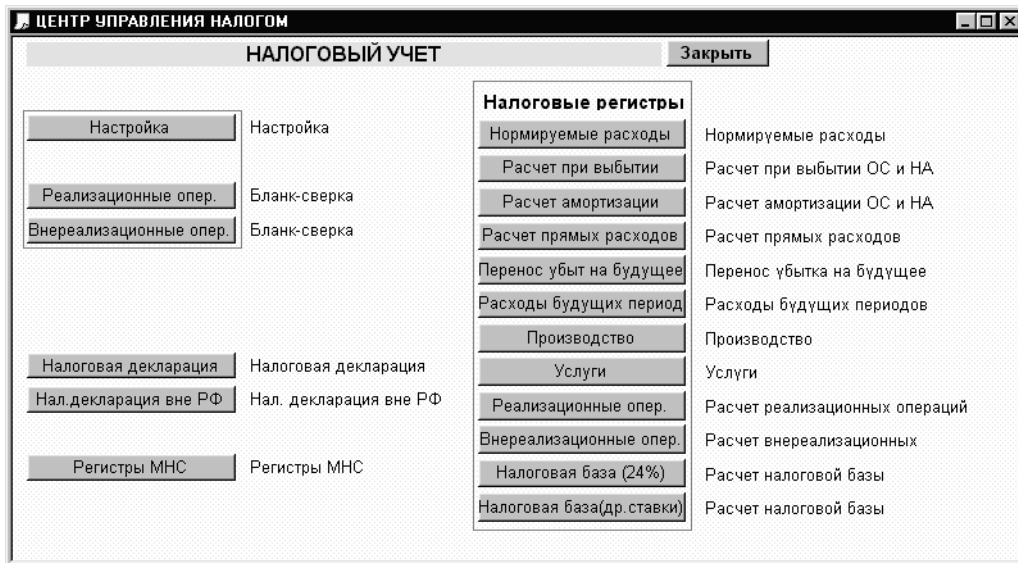 ЦЕНТР УПРАВЛЕНИЯ НАЛОГОМ
НАЛОГОВЫЙ УЧЕТ
Закрыть
Настройка Настройка
Реализационные опер. Бланк-сверка
Внереализационные опер. Бланк-сверка
Налоговая декларация Налоговая декларация
Нал.декларация вне РФ Нал. декларация вне РФ
Регистры МНС Регистры МНС
Налоговые регистры
Нормируемые расходы Нормируемые расходы
Расчет при выбытии Расчет при выбытии ОС и НА
Расчет амортизации Расчет амортизации ОС и НА
Расчет прямых расходов Расчет прямых расходов
Перенос убыт на будущее Перенос убытка на будущее
Расходы будущих период Расходы будущих периодов
Производство Производство
Услуги Услуги
Реализационные опер. Расчет реализационных операций
Внереализационные опер. Расчет внереализационных
Налоговая база (24%) Расчет налоговой базы
Налоговая база(др.ставки) Расчет налоговой базы